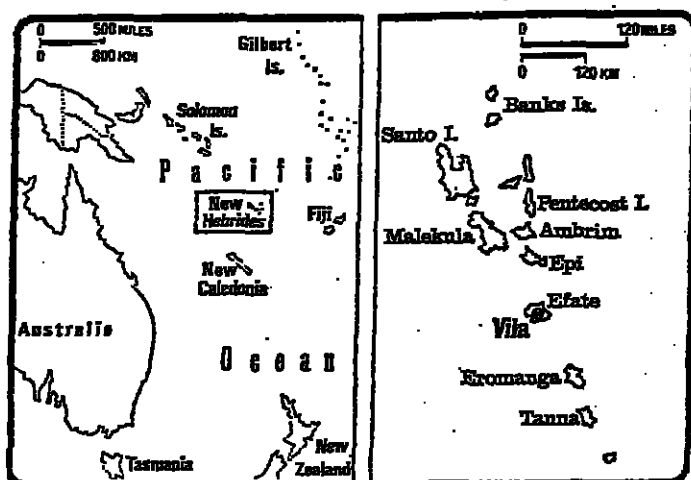 0 500 MILES
0 800 KM
Gilbert
Is.
Solomon
Is.
Pacific
New
Hebrides
Fiji
New
Caledonia
Australia
Ocean
Tasmania
New
Zealand
0 120 MILES
0 120 KM
Banks Is.
Santo I.
Pentecost I.
Malekula
Ambrim
Epi
Efate
Vila
Eromanga
Tanna